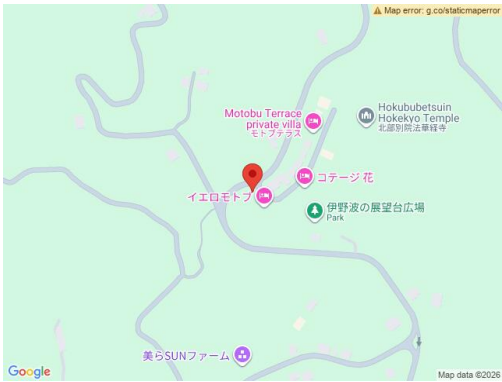 Map error: g.co/staticmaperror
Motobu Terrace
private villa
モトブテラス
Hokububetsuin
Hokekyo Temple
北部別院法華経寺
コテージ 花
イエロモトブ
伊野波の展望台広場
Park
美らSUNファーム
Google
Map data ©2026